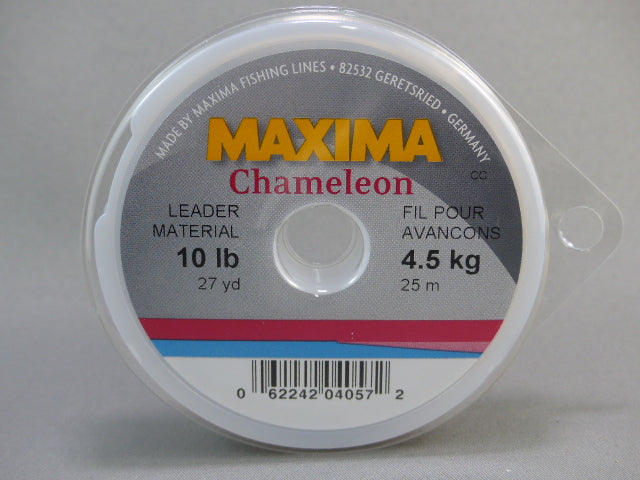 MADE BY MAXIMA FISHING LINES • 82532 GERETSRIED • GERMANY
MAXIMA
Chameleon
CC
LEADER
MATERIAL
10 lb
27 yd
FIL POUR
AVANCONS
4.5 kg
25 m
0 62242 04057 2